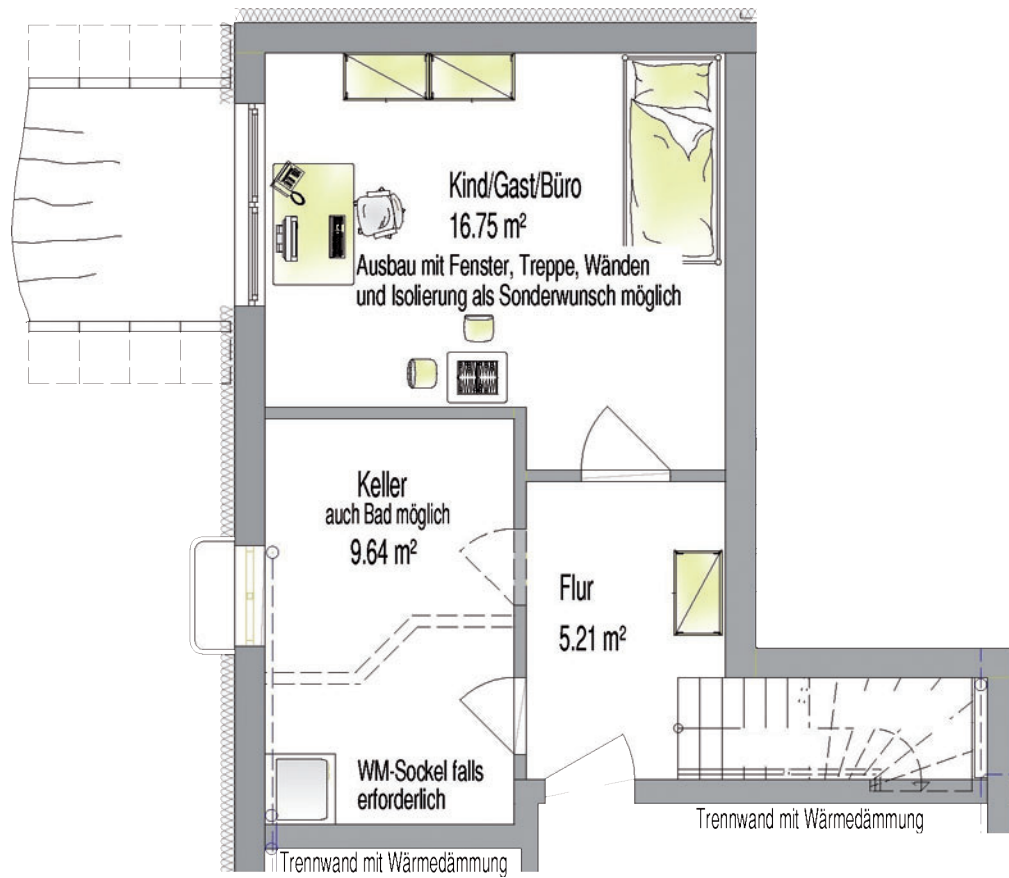 Kind/Gast/Büro
16.75 m²
Ausbau mit Fenster, Treppe, Wänden
und Isolierung als Sonderwunsch möglich
Keller
auch Bad möglich
9.64 m²
Flur
5.21 m²
WM-Sockel falls
erforderlich
Trennwand mit Wärmedämmung
Trennwand mit Wärmedämmung